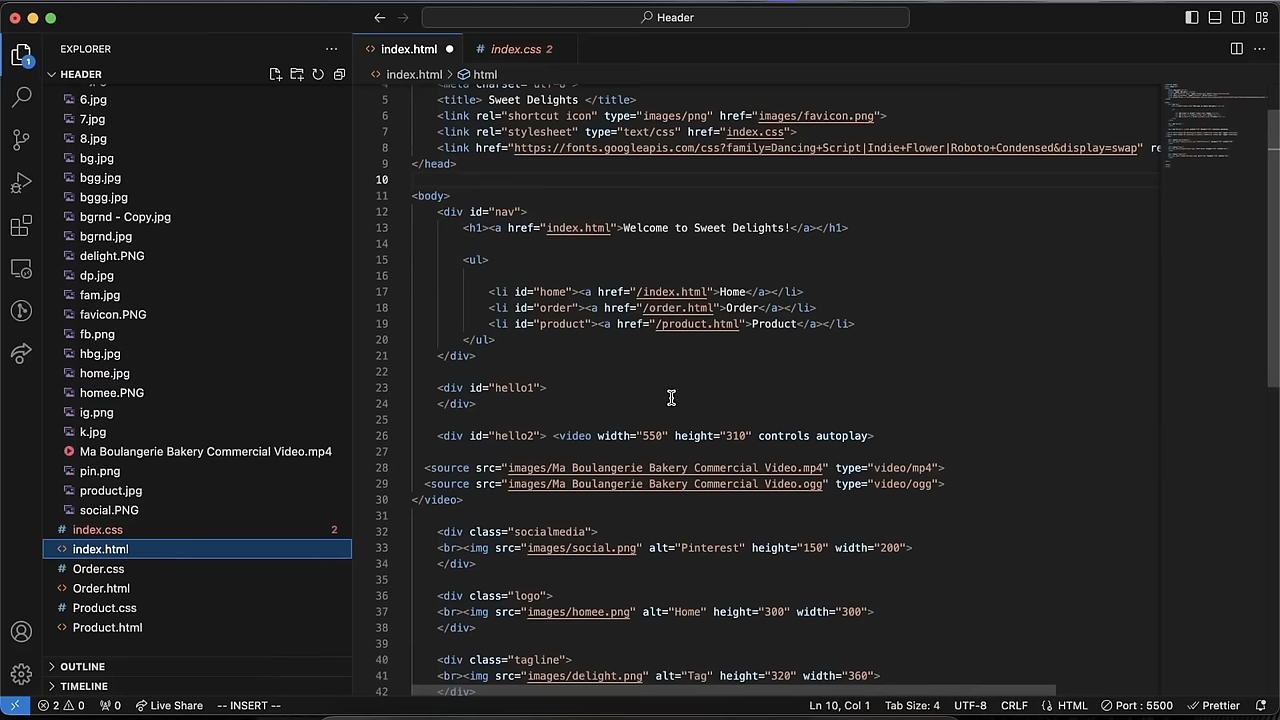 Header
EXPLORER
HEADER
6.jpg
7.jpg
8.jpg
bg.jpg
bgg.jpg
bggg.jpg
bgrnd - Copy.jpg
bgrnd.jpg
delight.PNG
dp.jpg
fam.jpg
favicon.PNG
fb.png
hbg.jpg
home.jpg
homee.PNG
ig.png
k.jpg
Ma Boulangerie Bakery Commercial Video.mp4
pin.png
product.jpg
social.PNG
# index.css 2
<> index.html
# Order.css
<> Order.html
# Product.css
<> Product.html
OUTLINE
TIMELINE
1
<> index.html ● # index.css 2
<> index.html > html
4 <meta charset="utf-8">
5 <title> Sweet Delights </title>
6 <link rel="shortcut icon" type="images/png" href="images/favicon.png">
7 <link rel="stylesheet" type="text/css" href="index.css">
8 <link href="https://fonts.googleapis.com/css?family=Dancing+Script|Indie+Flower|Roboto+Condensed&display=swap" re
9 </head>
10
11 <body>
12 <div id="nav">
13 <h1><a href="index.html">Welcome to Sweet Delights!</a></h1>
14
15 <ul>
16
17 <li id="home"><a href="/index.html">Home</a></li>
18 <li id="order"><a href="/order.html">Order</a></li>
19 <li id="product"><a href="/product.html">Product</a></li>
20 </ul>
21 </div>
22
23 <div id="hello1">
24 </div>
25
26 <div id="hello2"> <video width="550" height="310" controls autoplay>
27
28 <source src="images/Ma Boulangerie Bakery Commercial Video.mp4" type="video/mp4">
29 <source src="images/Ma Boulangerie Bakery Commercial Video.ogg" type="video/ogg">
30 </video>
31
32 <div class="socialmedia">
33 <br><img src="images/social.png" alt="Pinterest" height="150" width="200">
34 </div>
35
36 <div class="logo">
37 <br><img src="images/homee.png" alt="Home" height="300" width="300">
38 </div>
39
40 <div class="tagline">
41 <br><img src="images/delight.png" alt="Tag" height="320" width="360">
42 </div>
2 0 0 Live Share -- INSERT -- Ln 10, Col 1 Tab Size: 4 UTF-8 CRLF {} HTML Port : 5500 Prettier